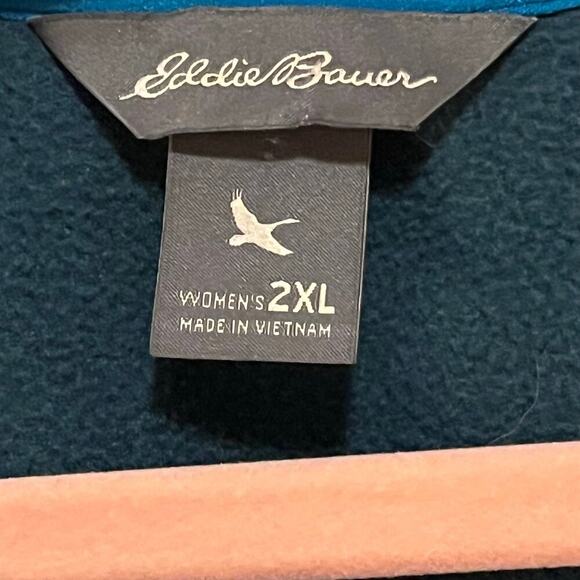 Eddie Bauer
WOMEN'S 2XL
MADE IN VIETNAM